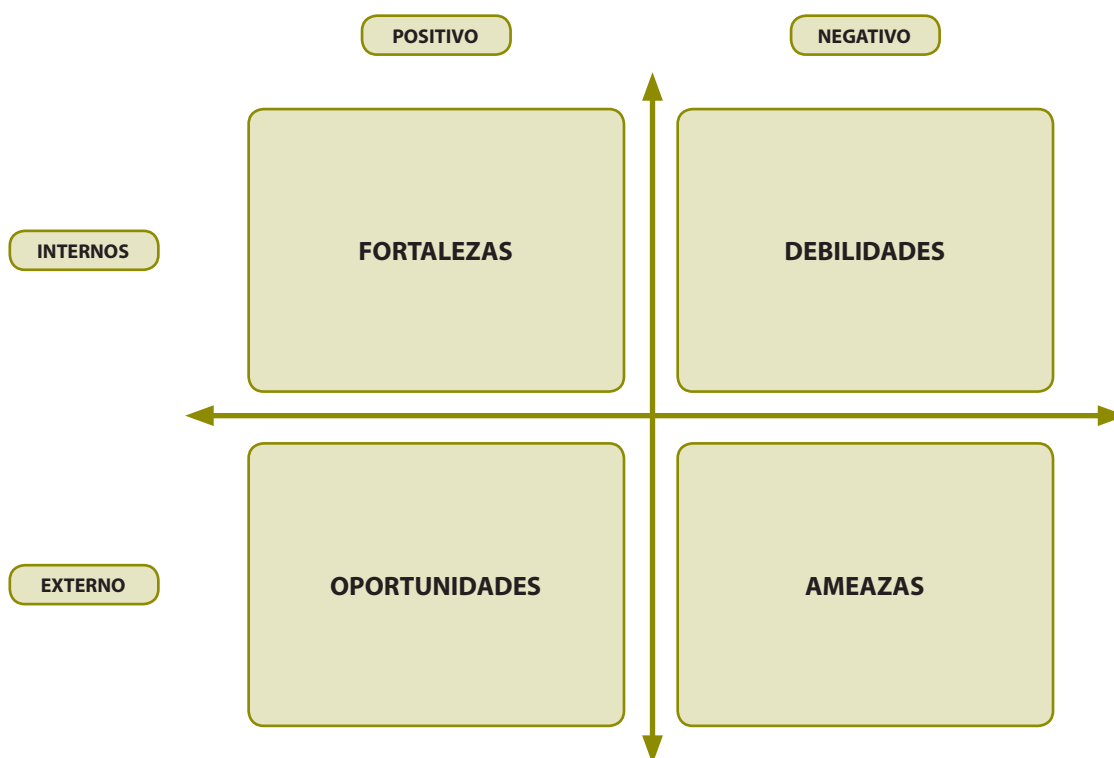 POSITIVO
NEGATIVO
INTERNOS
FORTALEZAS
DEBILIDADES
EXTERNO
OPORTUNIDADES
AMEAZAS